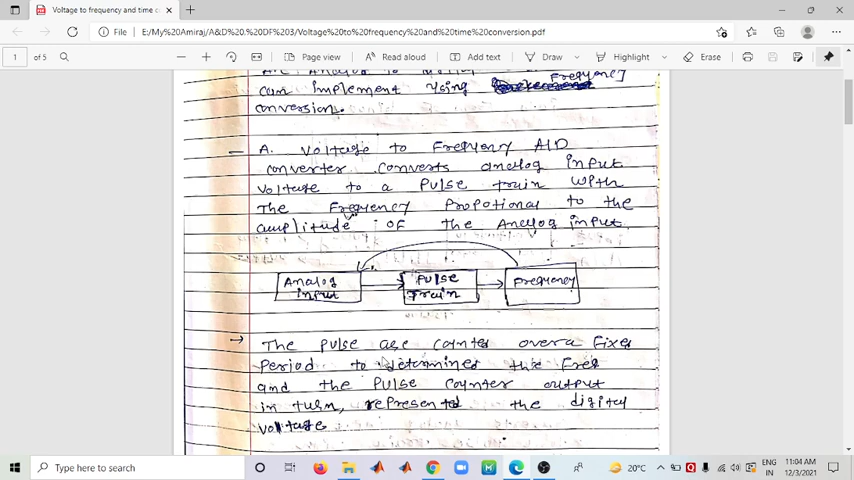 Voltage to frequency and time c
File
E:/My%20Amiraj/A&D%20.%20DF%203/Voltage%20to%20frequency%20and%20time%20conversion.pdf
1 of 5
Page view
Read aloud
Add text
Draw
Highlight
Erase
Frequency
can implement using
conversion.
- A. Voltage to Frequency A/D
converter converts analog input
voltage to a pulse train with
The Frequency Propotional to the
amplitude OF the Analog input.
Analog input
Pulse Train
Frequency
→ The pulse are counter over a Fixes
Period to determines the Freq
and the Pulse counter output
in turn, represented the digital
voltage
Type here to search
20°C
ENG
IN
11:04 AM
12/3/2021